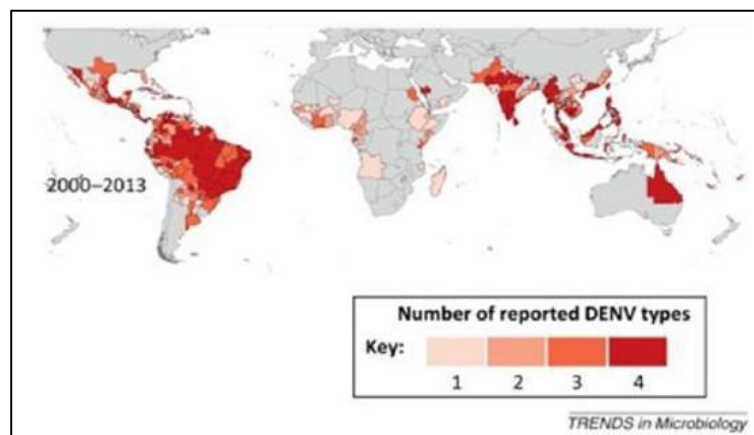 2000–2013
Number of reported DENV types
Key:
1 2 3 4
TRENDS in Microbiology